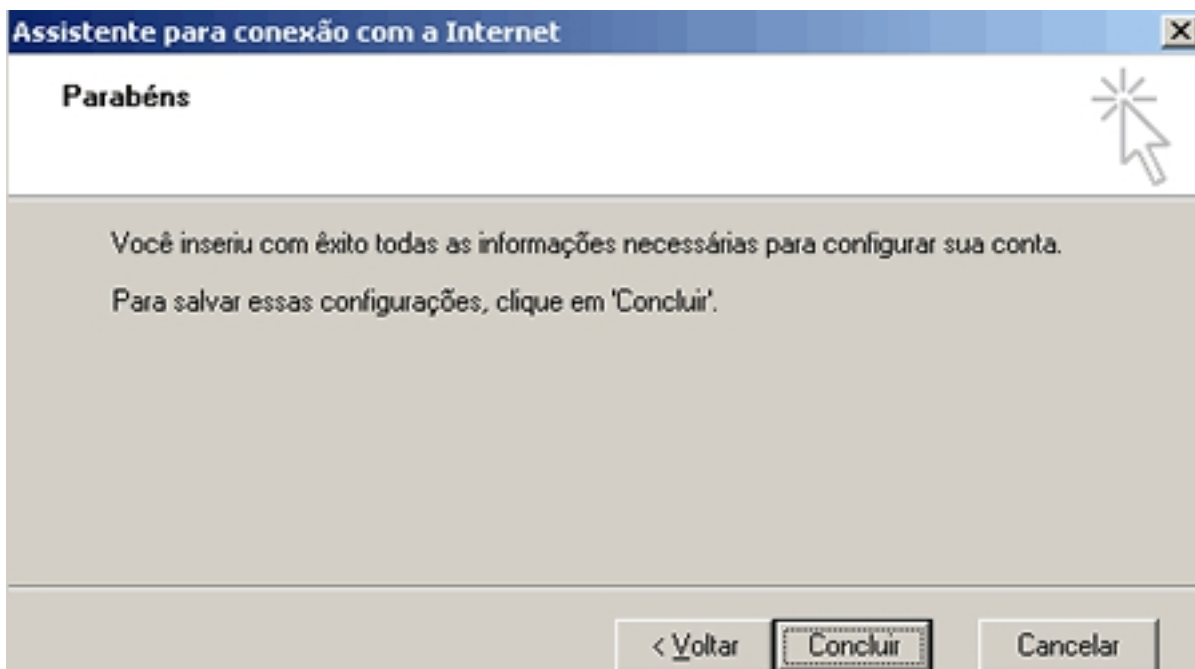 Assistente para conexão com a Internet
Parabéns
Você inseriu com êxito todas as informações necessárias para configurar sua conta.
Para salvar essas configurações, clique em 'Concluir'.
< Voltar Concluir Cancelar